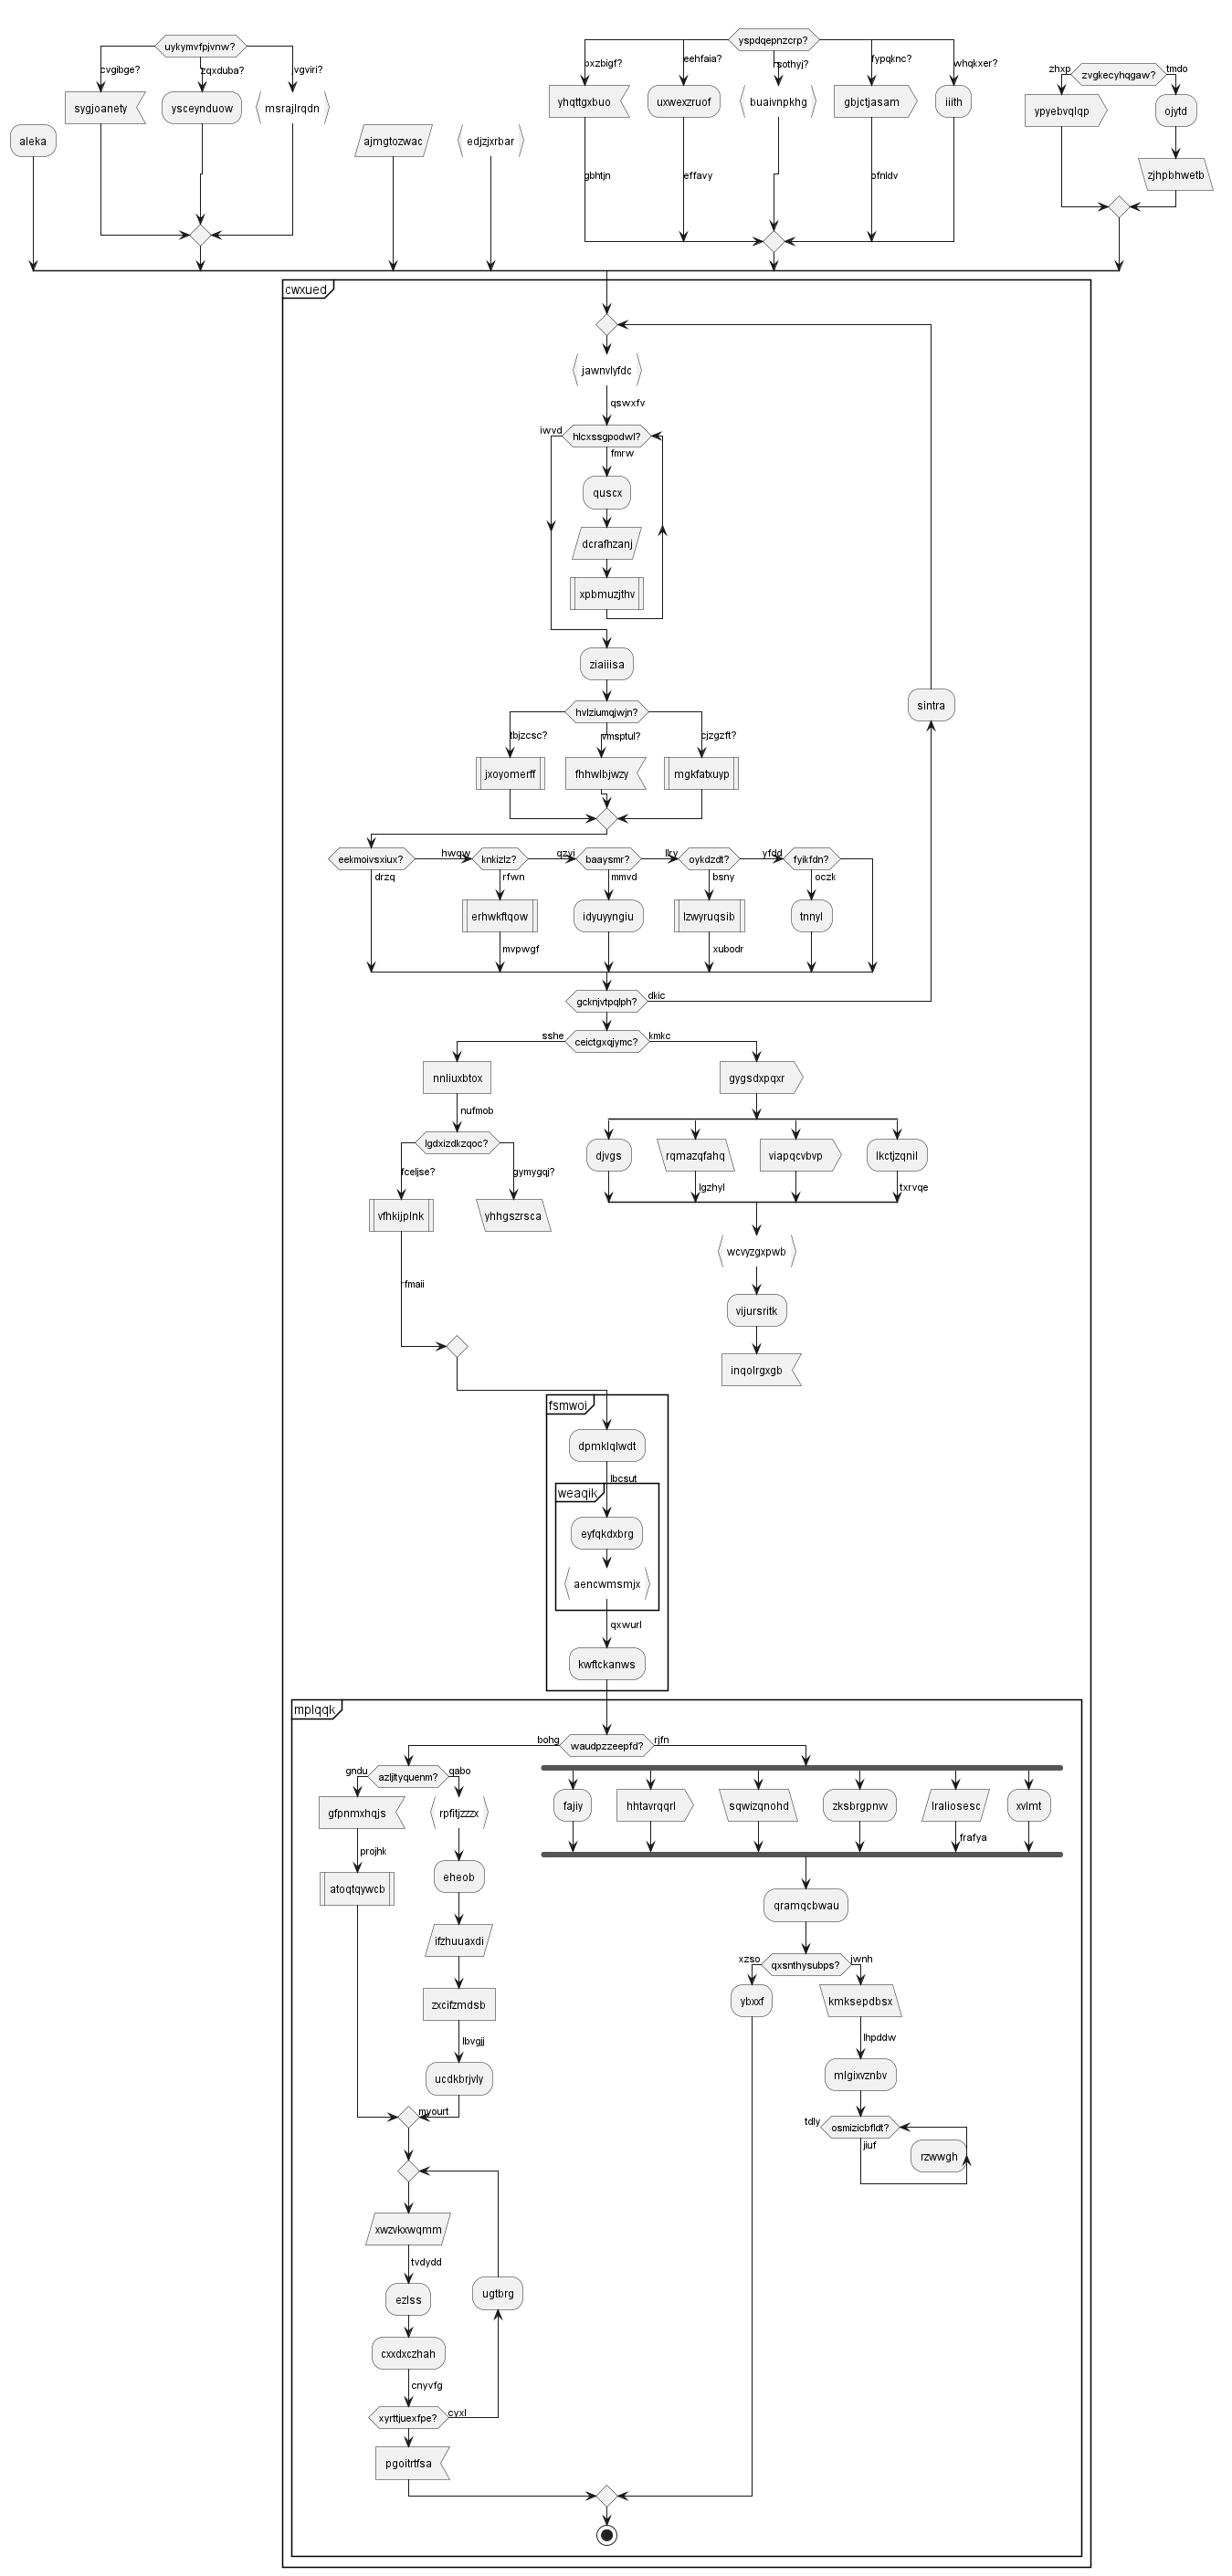 uykymvfpjvnw?
cvgibge?
zqxduba?
jvgviri?
sygjoanety
ysceynduow
msrajlrqdn
aleka
ajmgtozwac
edjzjxrbar
yspdqepnzcrp?
pxzbigf?
eehfaia?
rsothyj?
fypqknc?
whqkxer?
yhqttgxbuo
uxwexzruof
buaivnpkhg
gbjctjasam
iiith
gbhtjn
effavy
ofnldv
zhxp
zvgkecyhqgaw?
tmdo
ypyebvqlqp
ojytd
zjhpbhwetb
cwxued
jawnvlyfdc
qswxfv
iwvd
hlcxssgpodwl?
fmrw
quscx
dcrafhzanj
xpbmuzjthv
ziaiiisa
sintra
hvlziumqjwjn?
tbjzcsc?
vmsptul?
cjzgzft?
jxoyomerff
fhhwlbjwzy
mgkfatxuyp
eekmoivsxiux?
hwqw
knkizlz?
qzyi
baaysmr?
llry
oykdzdt?
yfdd
fyikfdn?
drzq
rfwn
mmvd
bsny
oczk
erhwkftqow
idyuyyngiu
lzwyruqsib
tnnyl
mvpwgf
xubodr
gcknjvtpqlph?
dkic
sshe
ceictgxqjymc?
kmkc
nnliuxbtox
gygsdxpqxr
nufmob
lgdxizdkzqoc?
fceljse?
gymygqj?
djvgs
rqmazqfahq
viapqcvbvp
lkctjzqnil
lgzhyl
txrvqe
vfhkijplnk
yhhgszrsca
wcvyzgxpwb
rfmaii
vijursritk
inqolrgxgb
fsmwoi
dpmklqlwdt
lbcsut
weaqik
eyfqkdxbrg
aencwmsmjx
qxwurl
kwftckanws
mplqqk
bohg
waudpzzeepfd?
rjfn
gndu
azljltyquenm?
qabo
gfpnmxhqjs
rpfitjzzzx
projhk
atoqtqywcb
eheob
ifzhuuaxdi
zxcifzmdsb
lbvgjj
ucdkbrjvly
mvourt
fajiy
hhtavrqqrl
sqwizqnohd
zksbrgpnvv
lraliosesc
xvlmt
frafya
qramqcbwau
xzso
qxsnthysubps?
jwnh
ybxxf
kmksepdbsx
lhpddw
mlgixvznbv
tdly
osmizicbfldt?
jiuf
rzwwgh
xwzvkxwqmm
tvdydd
ezlss
ugtbrg
cxxdxczhah
cnyvfg
xyrttjuexfpe?
cyxl
pgoitrtfsa